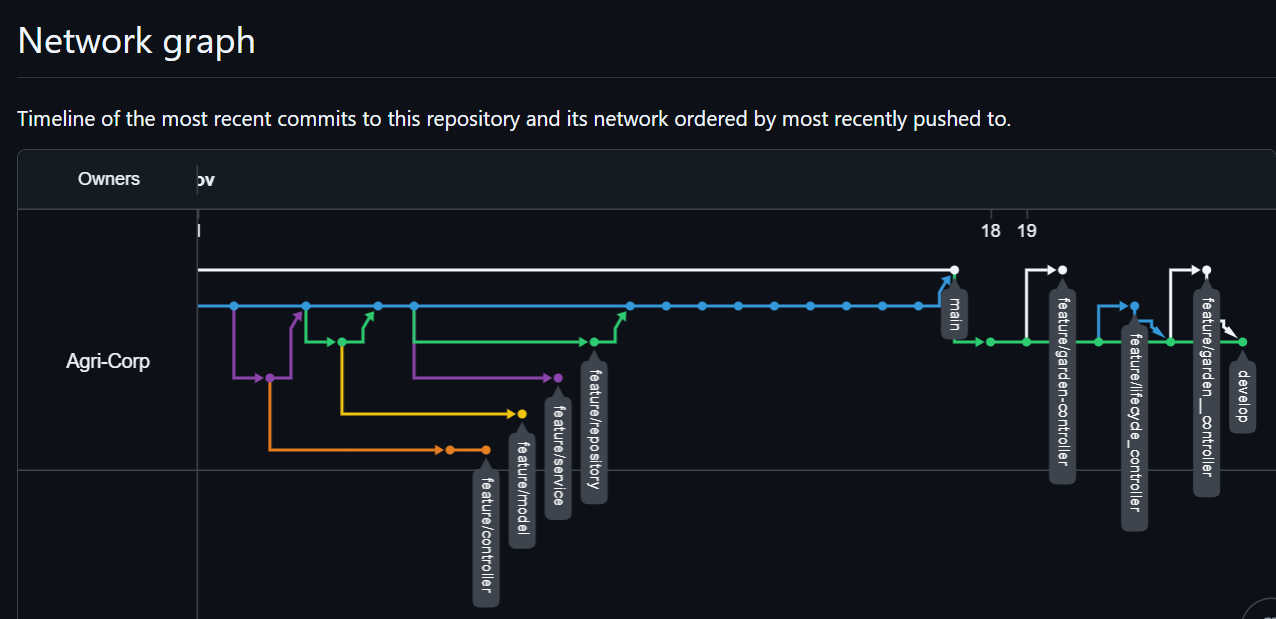 Network graph
Timeline of the most recent commits to this repository and its network ordered by most recently pushed to.
Owners
ov
18 19
Agri-Corp
main
feature/garden-controller
feature/lifecycle_controller
feature/garden__controller
develop
feature/repository
feature/service
feature/model
feature/controller